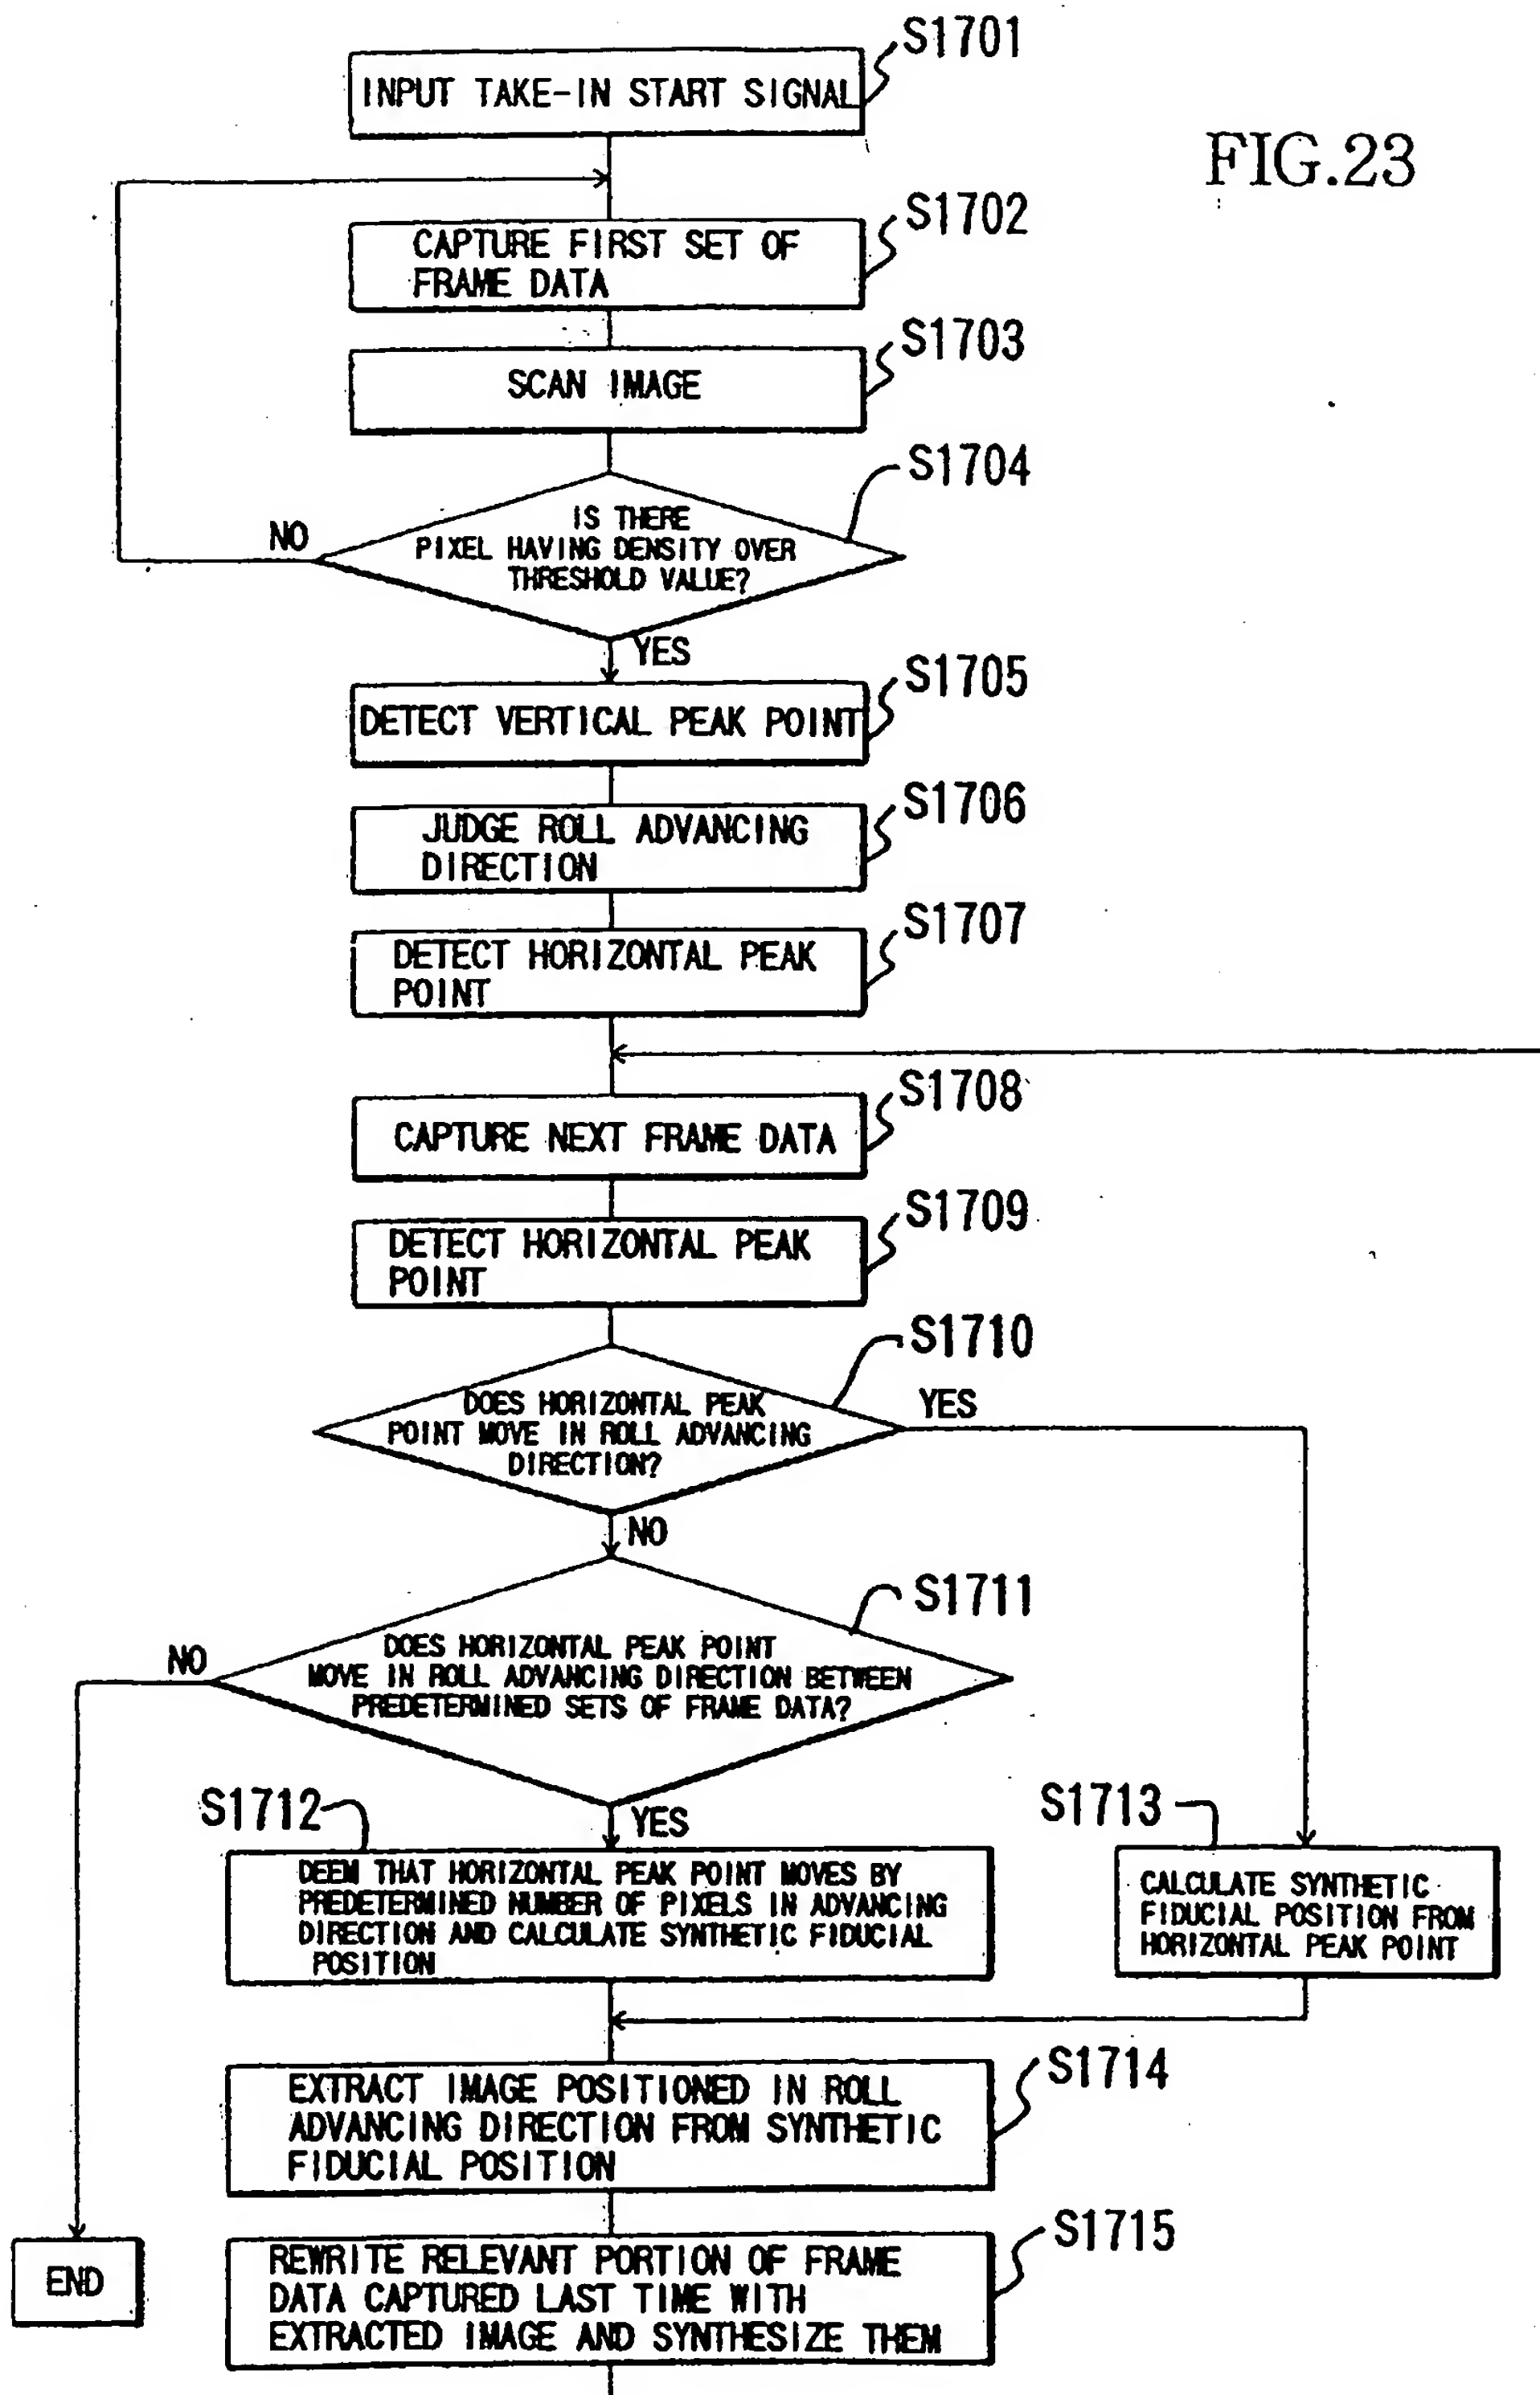 S1701
INPUT TAKE-IN START SIGNAL
FIG.23
S1702
CAPTURE FIRST SET OF
FRAME DATA
S1703
SCAN IMAGE
S1704
IS THERE
PIXEL HAVING DENSITY OVER
THRESHOLD VALUE?
NO
YES
S1705
DETECT VERTICAL PEAK POINT
S1706
JUDGE ROLL ADVANCING
DIRECTION
S1707
DETECT HORIZONTAL PEAK
POINT
S1708
CAPTURE NEXT FRAME DATA
S1709
DETECT HORIZONTAL PEAK
POINT
S1710
DOES HORIZONTAL PEAK
POINT MOVE IN ROLL ADVANCING
DIRECTION?
YES
NO
S1711
DOES HORIZONTAL PEAK POINT
MOVE IN ROLL ADVANCING DIRECTION BETWEEN
PREDETERMINED SETS OF FRAME DATA?
NO
YES
S1712
DEEM THAT HORIZONTAL PEAK POINT MOVES BY
PREDETERMINED NUMBER OF PIXELS IN ADVANCING
DIRECTION AND CALCULATE SYNTHETIC FIDUCIAL
POSITION
S1713
CALCULATE SYNTHETIC
FIDUCIAL POSITION FROM
HORIZONTAL PEAK POINT
S1714
EXTRACT IMAGE POSITIONED IN ROLL
ADVANCING DIRECTION FROM SYNTHETIC
FIDUCIAL POSITION
S1715
REWRITE RELEVANT PORTION OF FRAME
DATA CAPTURED LAST TIME WITH
EXTRACTED IMAGE AND SYNTHESIZE THEM
END